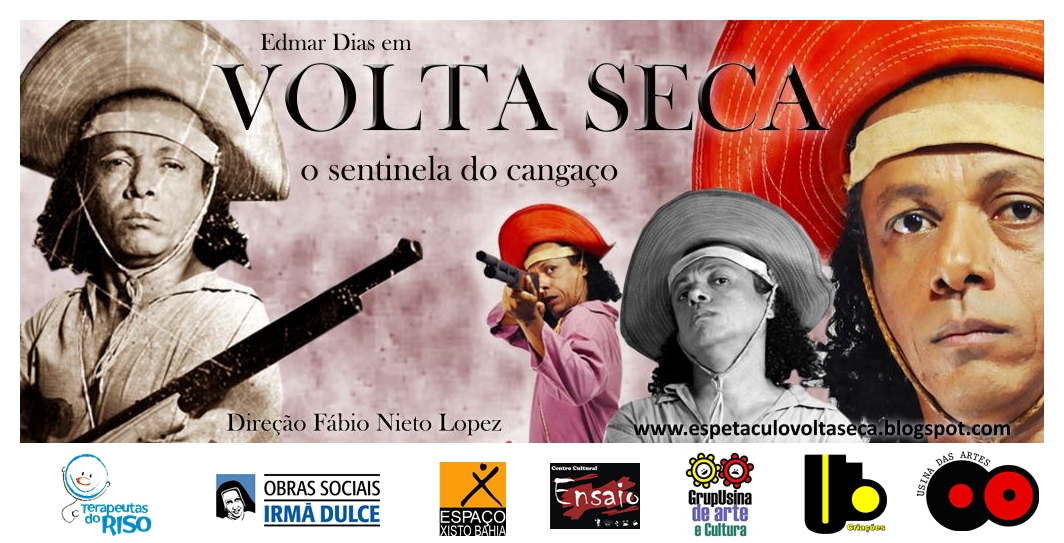 Edmar Dias em
VOLTA SECA
o sentinela do cangaço
Direção Fábio Nieto Lopez
www.espetaculovoltaseca.blogspot.com
Terapeutas
do RISO
OBRAS SOCIAIS
IRMÃ DULCE
ESPAÇO
XISTO BAHIA
Centro Cultural
Ensaio
GrupUsina
de arte
e Cultura
Criações
USINA DAS ARTES